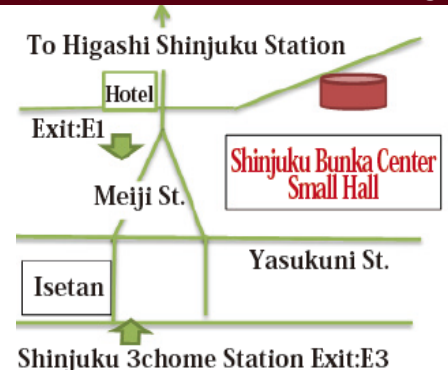 To Higashi Shinjuku Station
Hotel
Exit:E1
Shinjuku Bunka Center
Small Hall
Meiji St.
Yasukuni St.
Isetan
Shinjuku 3chome Station Exit:E3